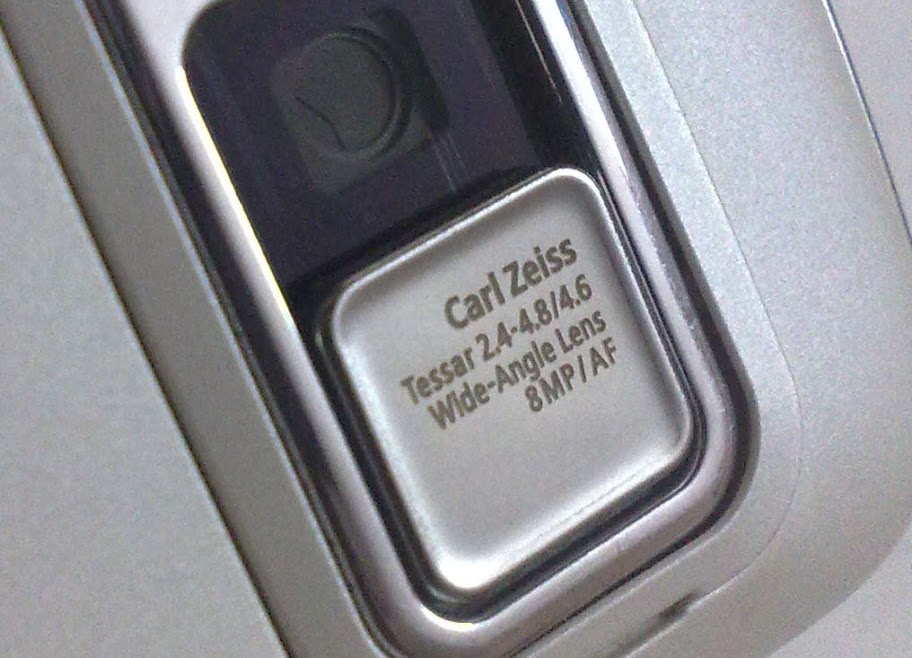 Carl Zeiss
Tessar 2.4-4.8/4.6
Wide-Angle Lens
8MP/AF